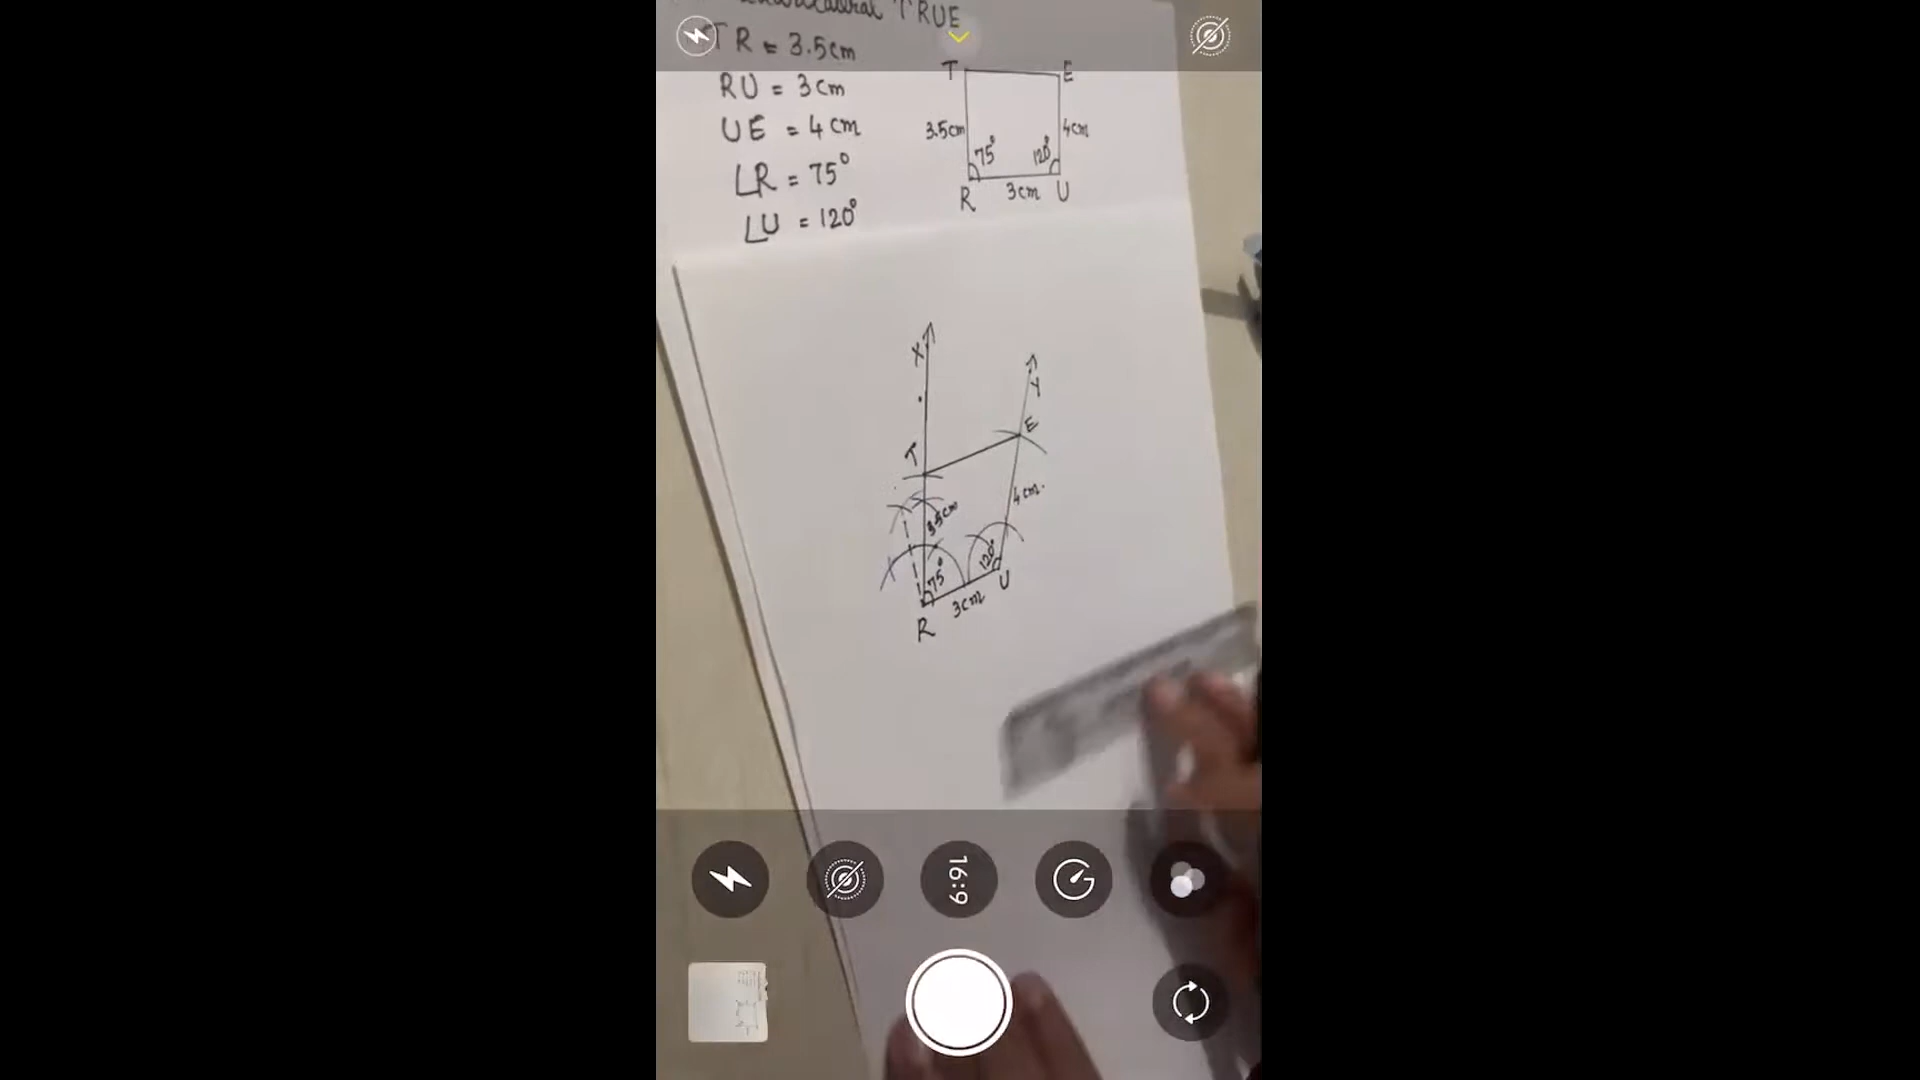 TRUE
TR = 3.5cm
RU = 3cm
UE = 4cm
∠R = 75°
∠U = 120°
T E
3.5cm 4cm
75° 120°
R 3cm U
X
Y
T E
3.5cm 4cm.
75° 120°
R 3cm U
16:9